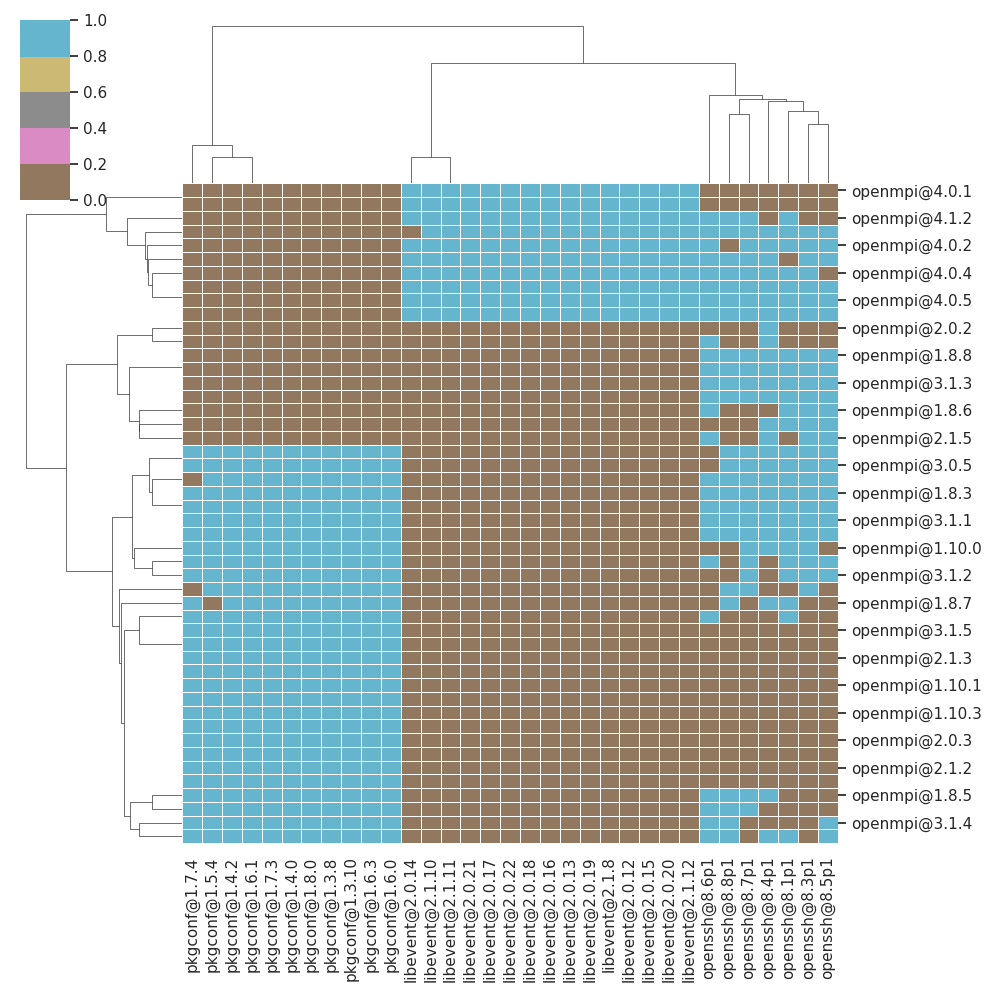 1.0
0.8
0.6
0.4
0.2
0.0
openmpi@4.0.1
openmpi@4.1.2
openmpi@4.0.2
openmpi@4.0.4
openmpi@4.0.5
openmpi@2.0.2
openmpi@1.8.8
openmpi@3.1.3
openmpi@1.8.6
openmpi@2.1.5
openmpi@3.0.5
openmpi@1.8.3
openmpi@3.1.1
openmpi@1.10.0
openmpi@3.1.2
openmpi@1.8.7
openmpi@3.1.5
openmpi@2.1.3
openmpi@1.10.1
openmpi@1.10.3
openmpi@2.0.3
openmpi@2.1.2
openmpi@1.8.5
openmpi@3.1.4
pkgconf@1.7.4
pkgconf@1.5.4
pkgconf@1.4.2
pkgconf@1.6.1
pkgconf@1.7.3
pkgconf@1.4.0
pkgconf@1.8.0
pkgconf@1.3.8
pkgconf@1.3.10
pkgconf@1.6.3
pkgconf@1.6.0
libevent@2.0.14
libevent@2.1.10
libevent@2.1.11
libevent@2.0.21
libevent@2.0.17
libevent@2.0.22
libevent@2.0.18
libevent@2.0.16
libevent@2.0.13
libevent@2.0.19
libevent@2.1.8
libevent@2.0.12
libevent@2.0.15
libevent@2.0.20
libevent@2.1.12
openssh@8.6p1
openssh@8.8p1
openssh@8.7p1
openssh@8.4p1
openssh@8.1p1
openssh@8.3p1
openssh@8.5p1